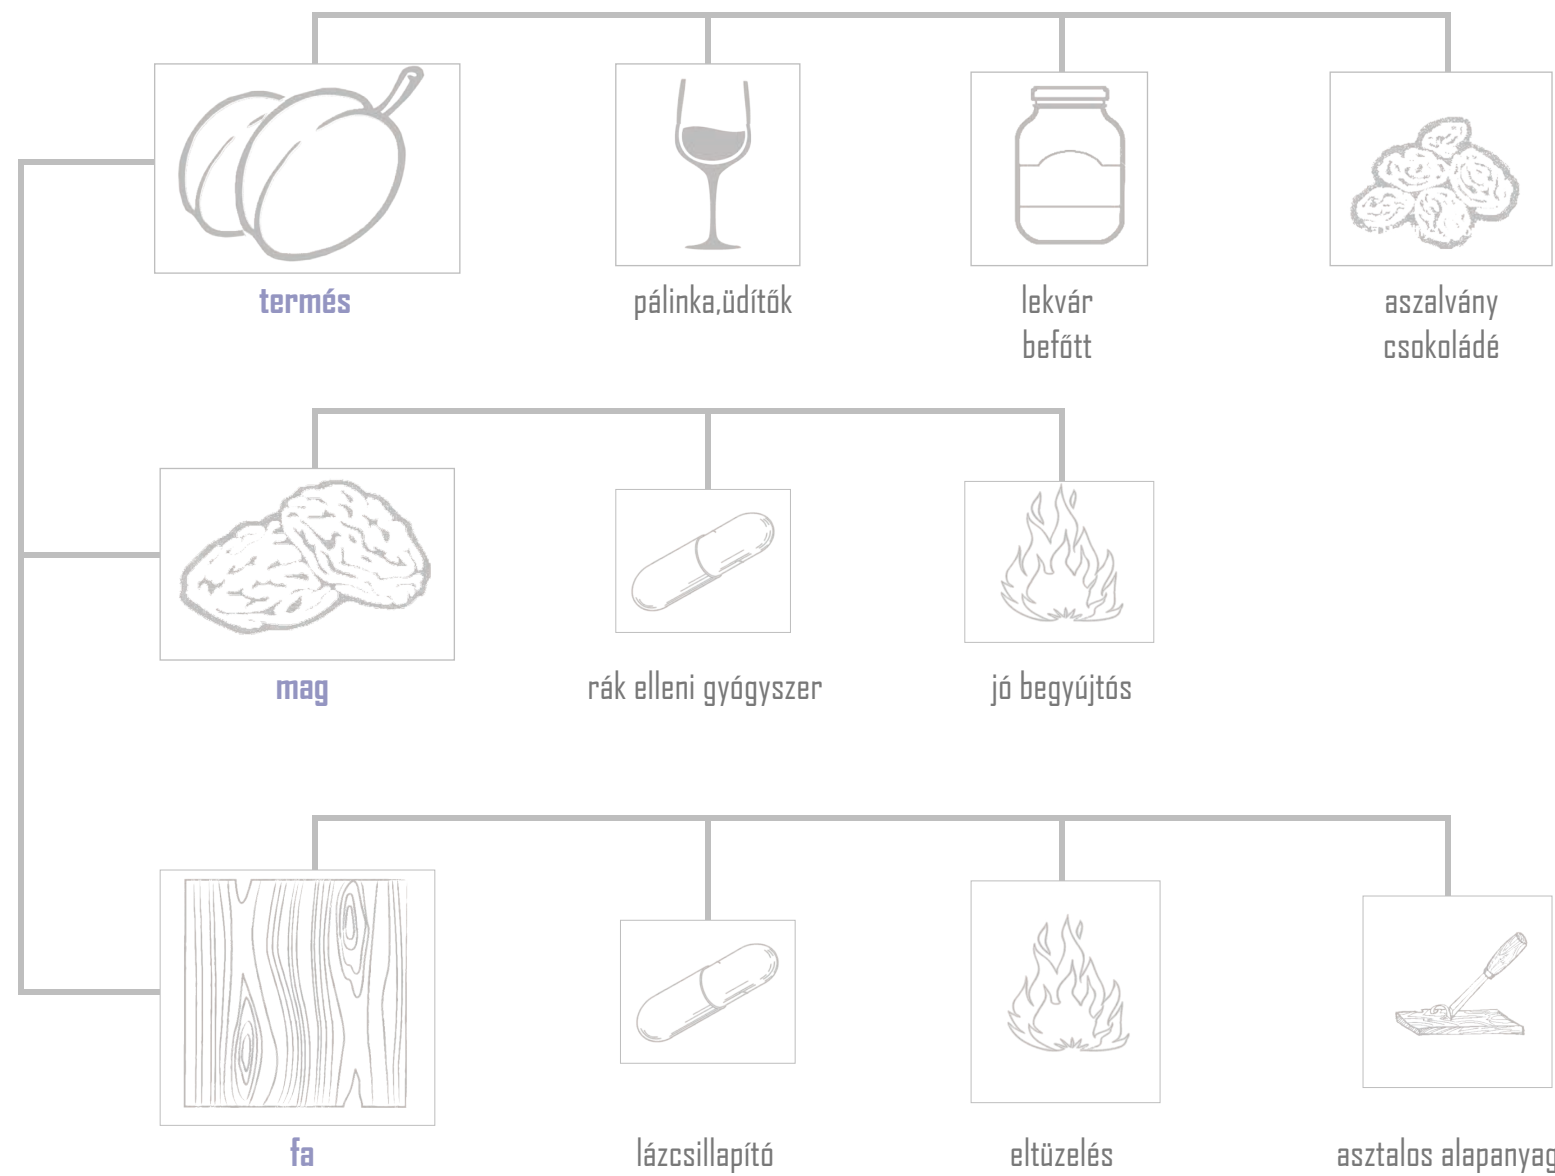 termés
pálinka,üdítők
lekvár
befőtt
aszalvány
csokoládé
mag
rák elleni gyógyszer
jó begyújtós
fa
lázcsillapító
eltüzelés
asztalos alapanyag